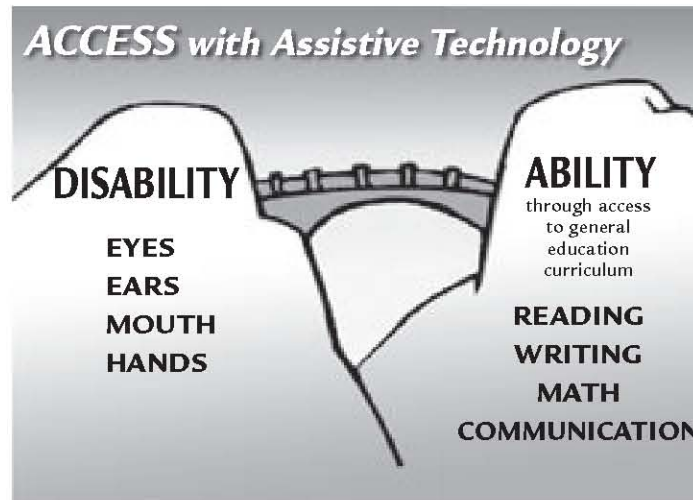 ACCESS with Assistive Technology
DISABILITY
EYES
EARS
MOUTH
HANDS
ABILITY
through access
to general
education
curriculum
READING
WRITING
MATH
COMMUNICATION